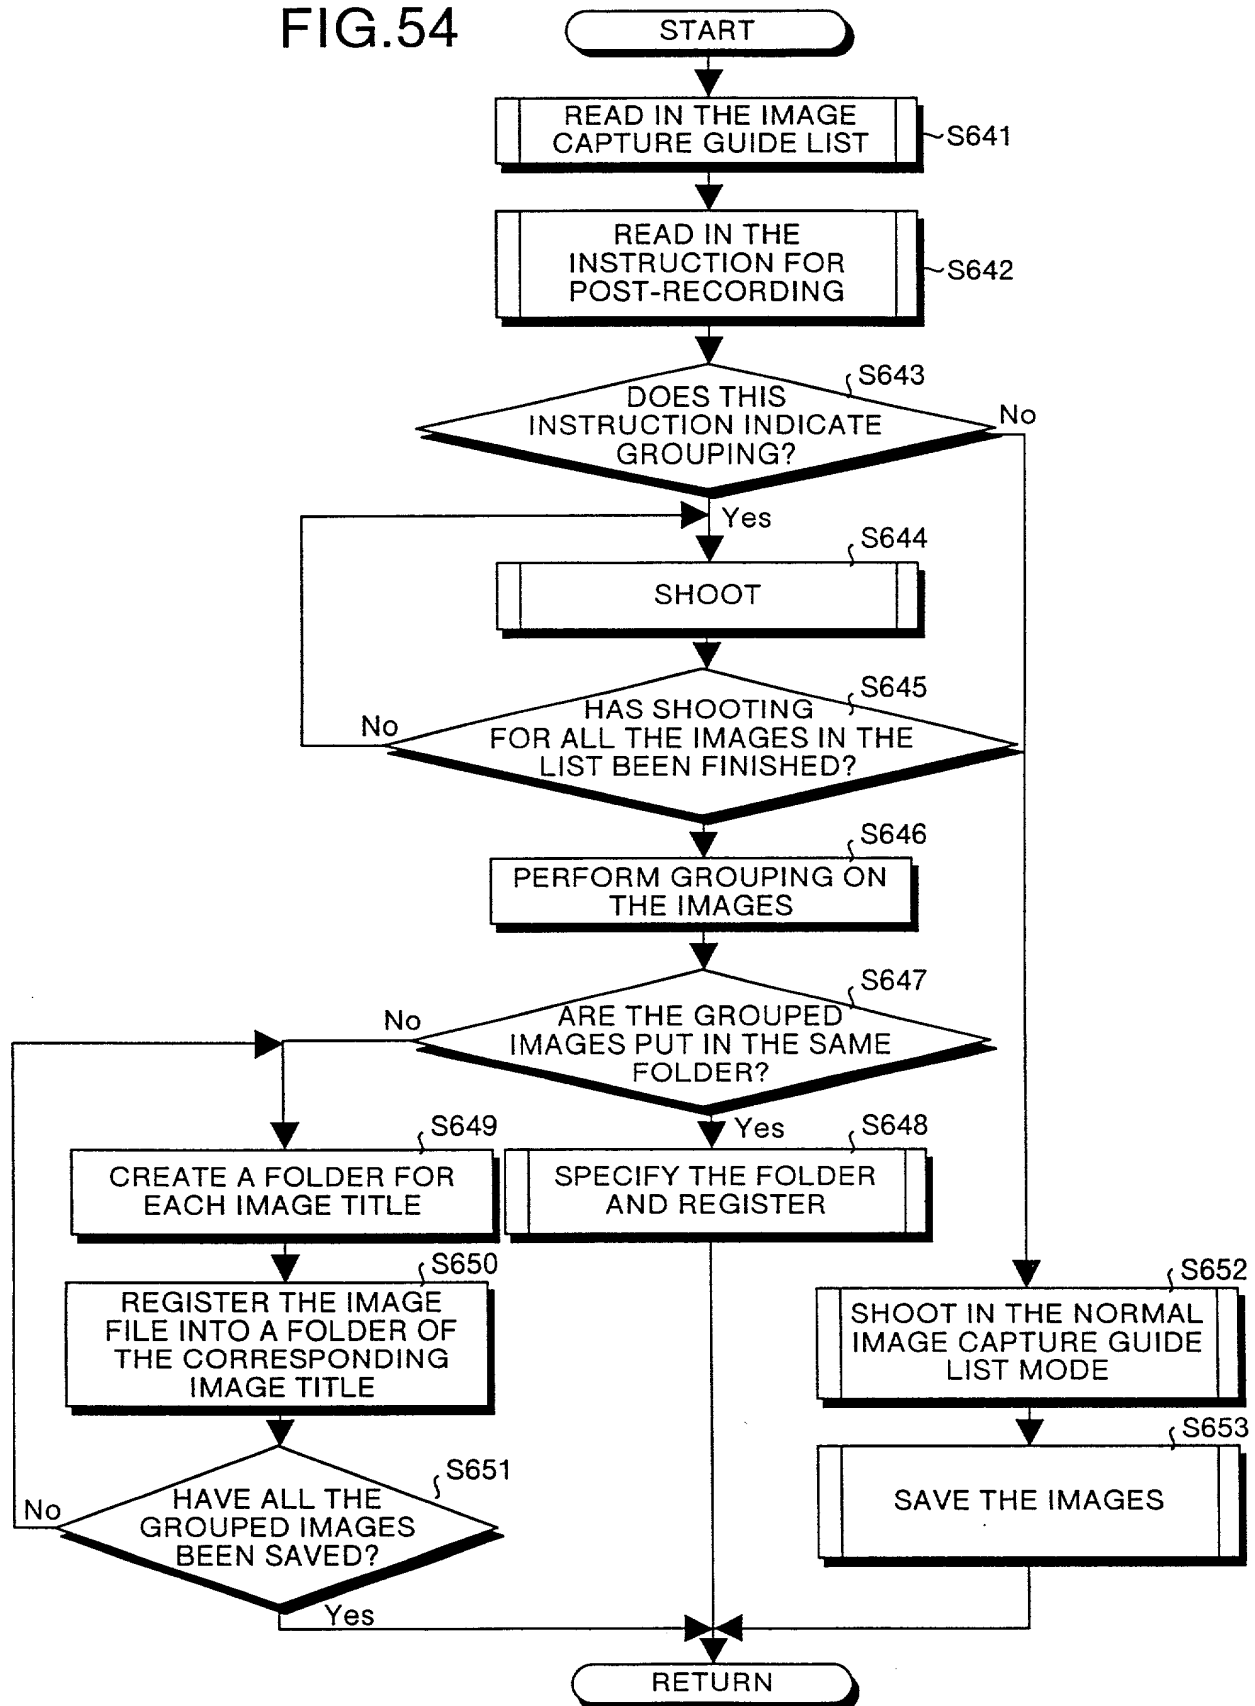 FIG.54
START
READ IN THE IMAGE
CAPTURE GUIDE LIST
S641
READ IN THE
INSTRUCTION FOR
POST-RECORDING
S642
S643
DOES THIS
INSTRUCTION INDICATE
GROUPING?
No
Yes
S644
SHOOT
S645
HAS SHOOTING
FOR ALL THE IMAGES IN THE
LIST BEEN FINISHED?
No
S646
PERFORM GROUPING ON
THE IMAGES
S647
ARE THE GROUPED
IMAGES PUT IN THE SAME
FOLDER?
No
Yes
S649
CREATE A FOLDER FOR
EACH IMAGE TITLE
S648
SPECIFY THE FOLDER
AND REGISTER
S650
REGISTER THE IMAGE
FILE INTO A FOLDER OF
THE CORRESPONDING
IMAGE TITLE
S652
SHOOT IN THE NORMAL
IMAGE CAPTURE GUIDE
LIST MODE
S651
HAVE ALL THE
GROUPED IMAGES
BEEN SAVED?
No
Yes
S653
SAVE THE IMAGES
RETURN